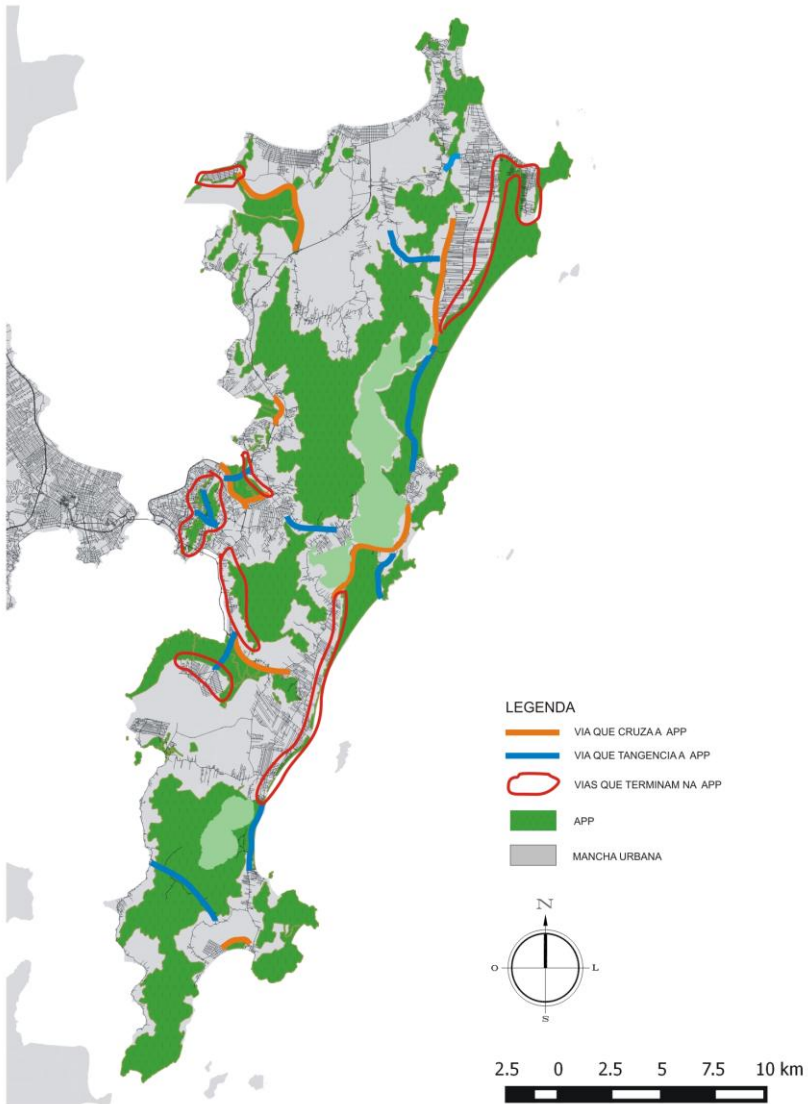 LEGENDA
VIA QUE CRUZA A APP
VIA QUE TANGENCIA A APP
VIAS QUE TERMINAM NA APP
APP
MANCHA URBANA
N
O L
S
2.5 0 2.5 5 7.5 10 km